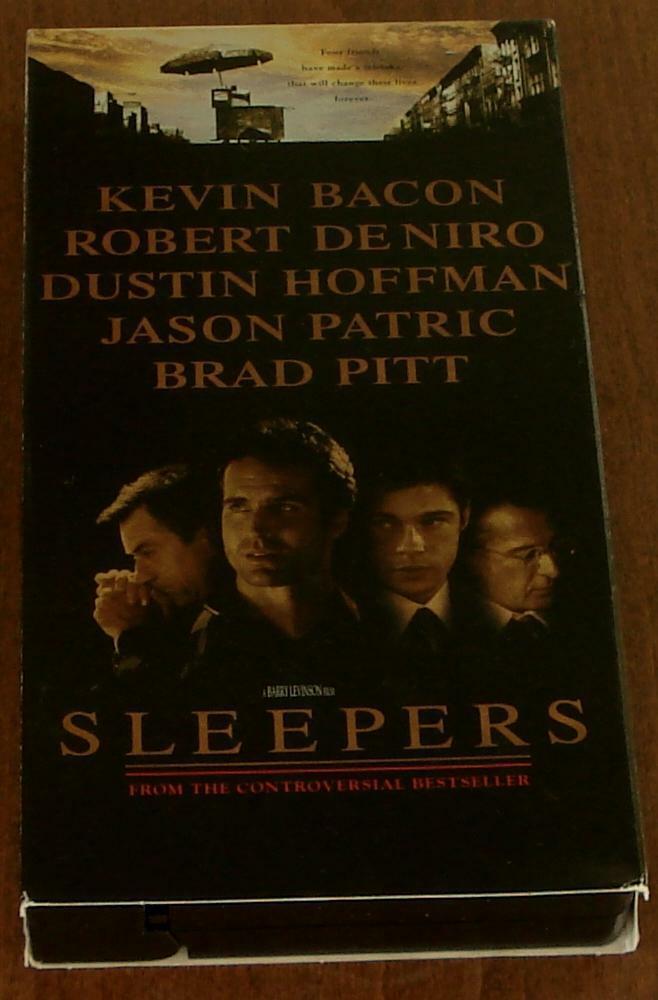 Four friends
have made a mistake
that will change their lives
forever.
KEVIN BACON
ROBERT DE NIRO
DUSTIN HOFFMAN
JASON PATRIC
BRAD PITT
A BARRY LEVINSON FILM
SLEEPERS
FROM THE CONTROVERSIAL BESTSELLER